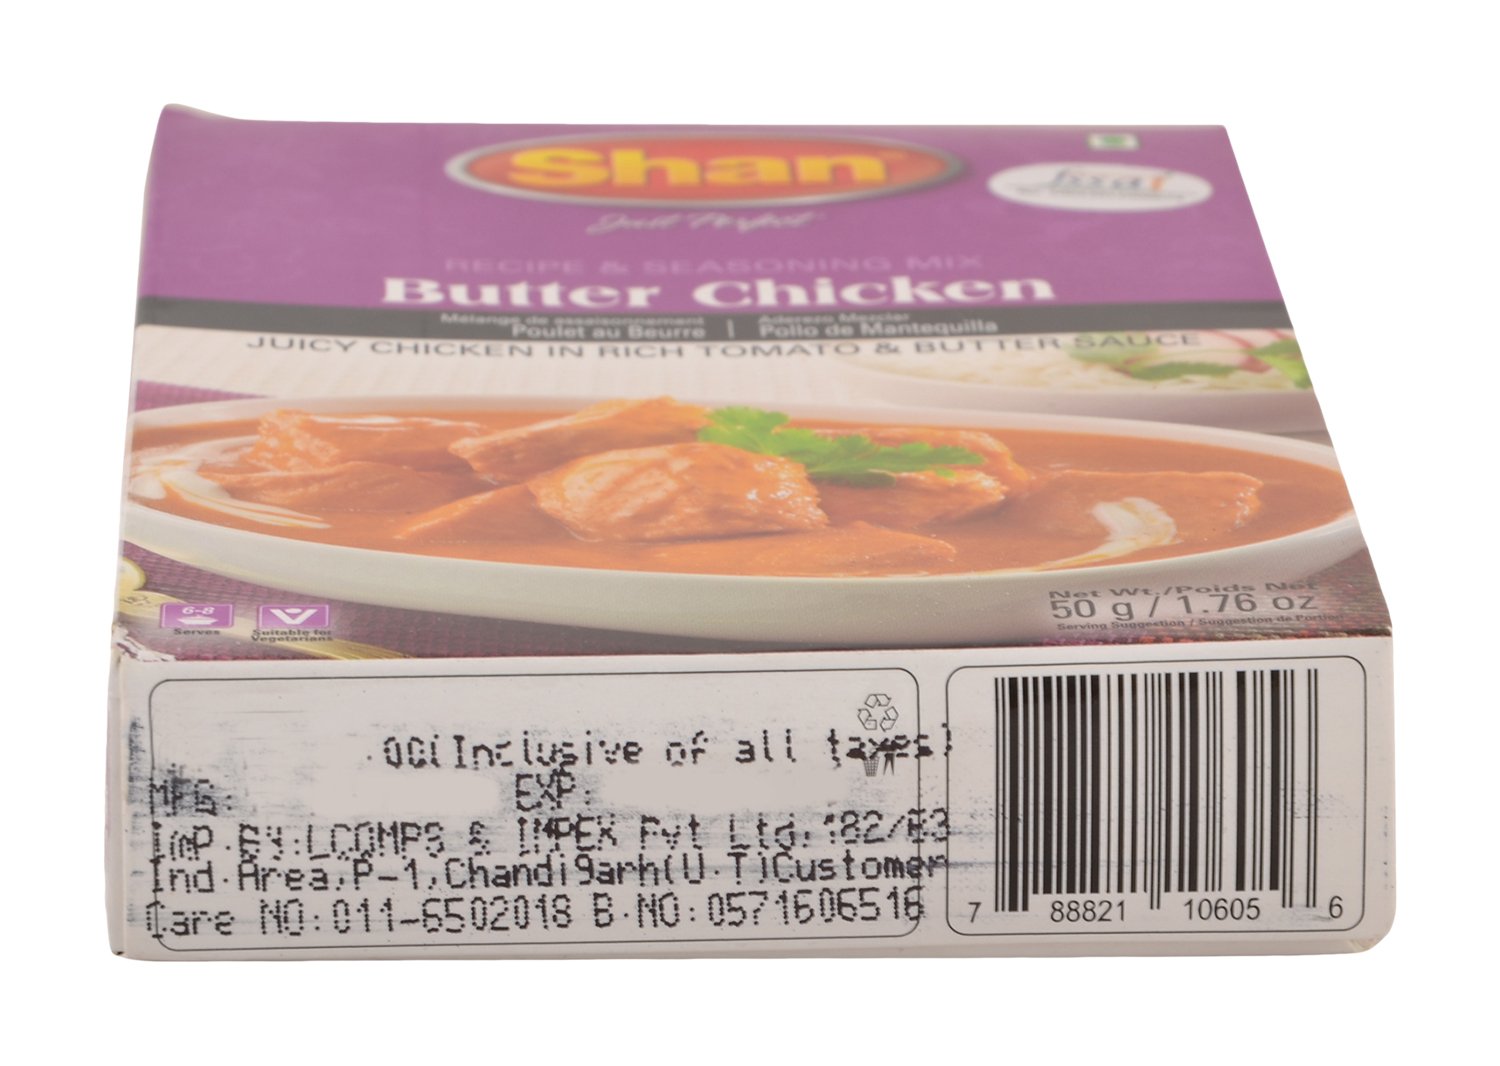 Shan
Just Perfect
fssai
RECIPE & SEASONING MIX
Butter Chicken
Mélange de assaisonnement
Poulet au Beurre
Aderezo Mezclar
Pollo de Mantequilla
JUICY CHICKEN IN RICH TOMATO & BUTTER SAUCE
6-8
Serves
V
Suitable for
Vegetarians
Net Wt./Poids Net
50 g / 1.76 oz
Serving Suggestion / Suggestion de Portion
(Inclusive of all taxes)
MFG: EXP:
Imp.By:LCOMPS & IMPEX Pvt Ltd.
Ind.Area,P-1,Chandigarh(U.T)Customer
Care NO:011-6502018 B.NO:0571606516
7 88821 10605 6